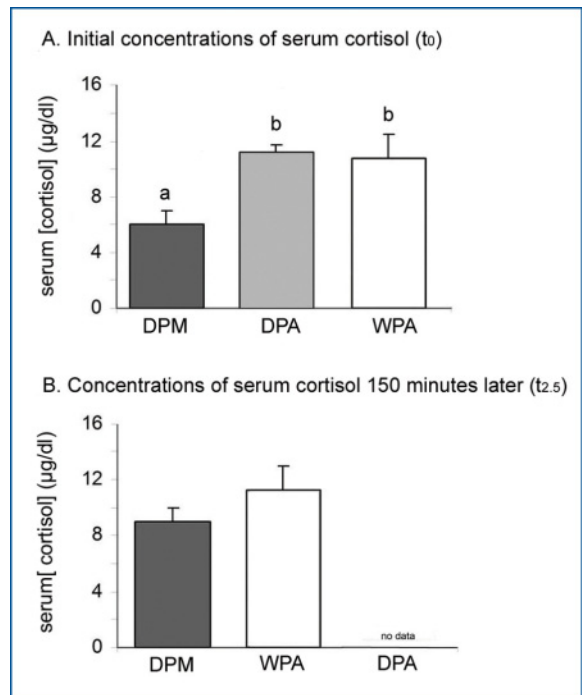 A. Initial concentrations of serum cortisol (t0)
serum [cortisol] (µg/dl)
16
12
8
4
0
a
b
b
DPM DPA WPA
B. Concentrations of serum cortisol 150 minutes later (t2.5)
serum[ cortisol] (µg/dl)
16
12
8
4
0
no data
DPM WPA DPA